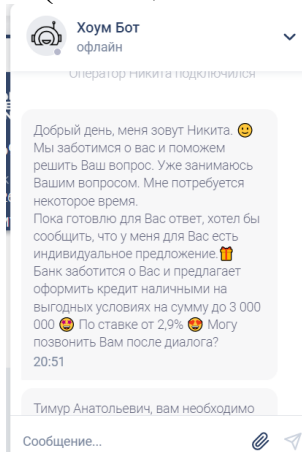 Хоум Бот
офлайн
Оператор Никита подключился
Добрый день, меня зовут Никита. 🙂
Мы заботимся о вас и поможем
решить Ваш вопрос. Уже занимаюсь
Вашим вопросом. Мне потребуется
некоторое время.
Пока готовлю для Вас ответ, хотел бы
сообщить, что у меня для Вас есть
индивидуальное предложение.🎁
Банк заботится о Вас и предлагает
оформить кредит наличными на
выгодных условиях на сумму до 3 000
000 🤩 По ставке от 2,9% 😍 Могу
позвонить Вам после диалога?
20:51
Тимур Анатольевич, вам необходимо
Сообщение...